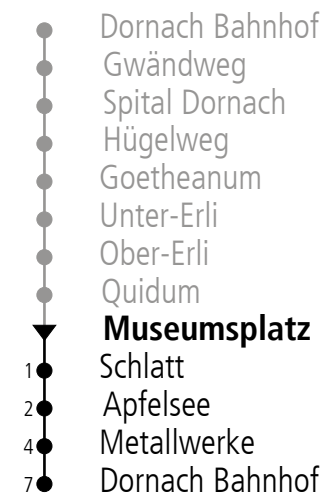 Dornach Bahnhof
Gwändweg
Spital Dornach
Hügelweg
Goetheanum
Unter-Erli
Ober-Erli
Quidum
Museumsplatz
1 Schlatt
2 Apfelsee
4 Metallwerke
7 Dornach Bahnhof